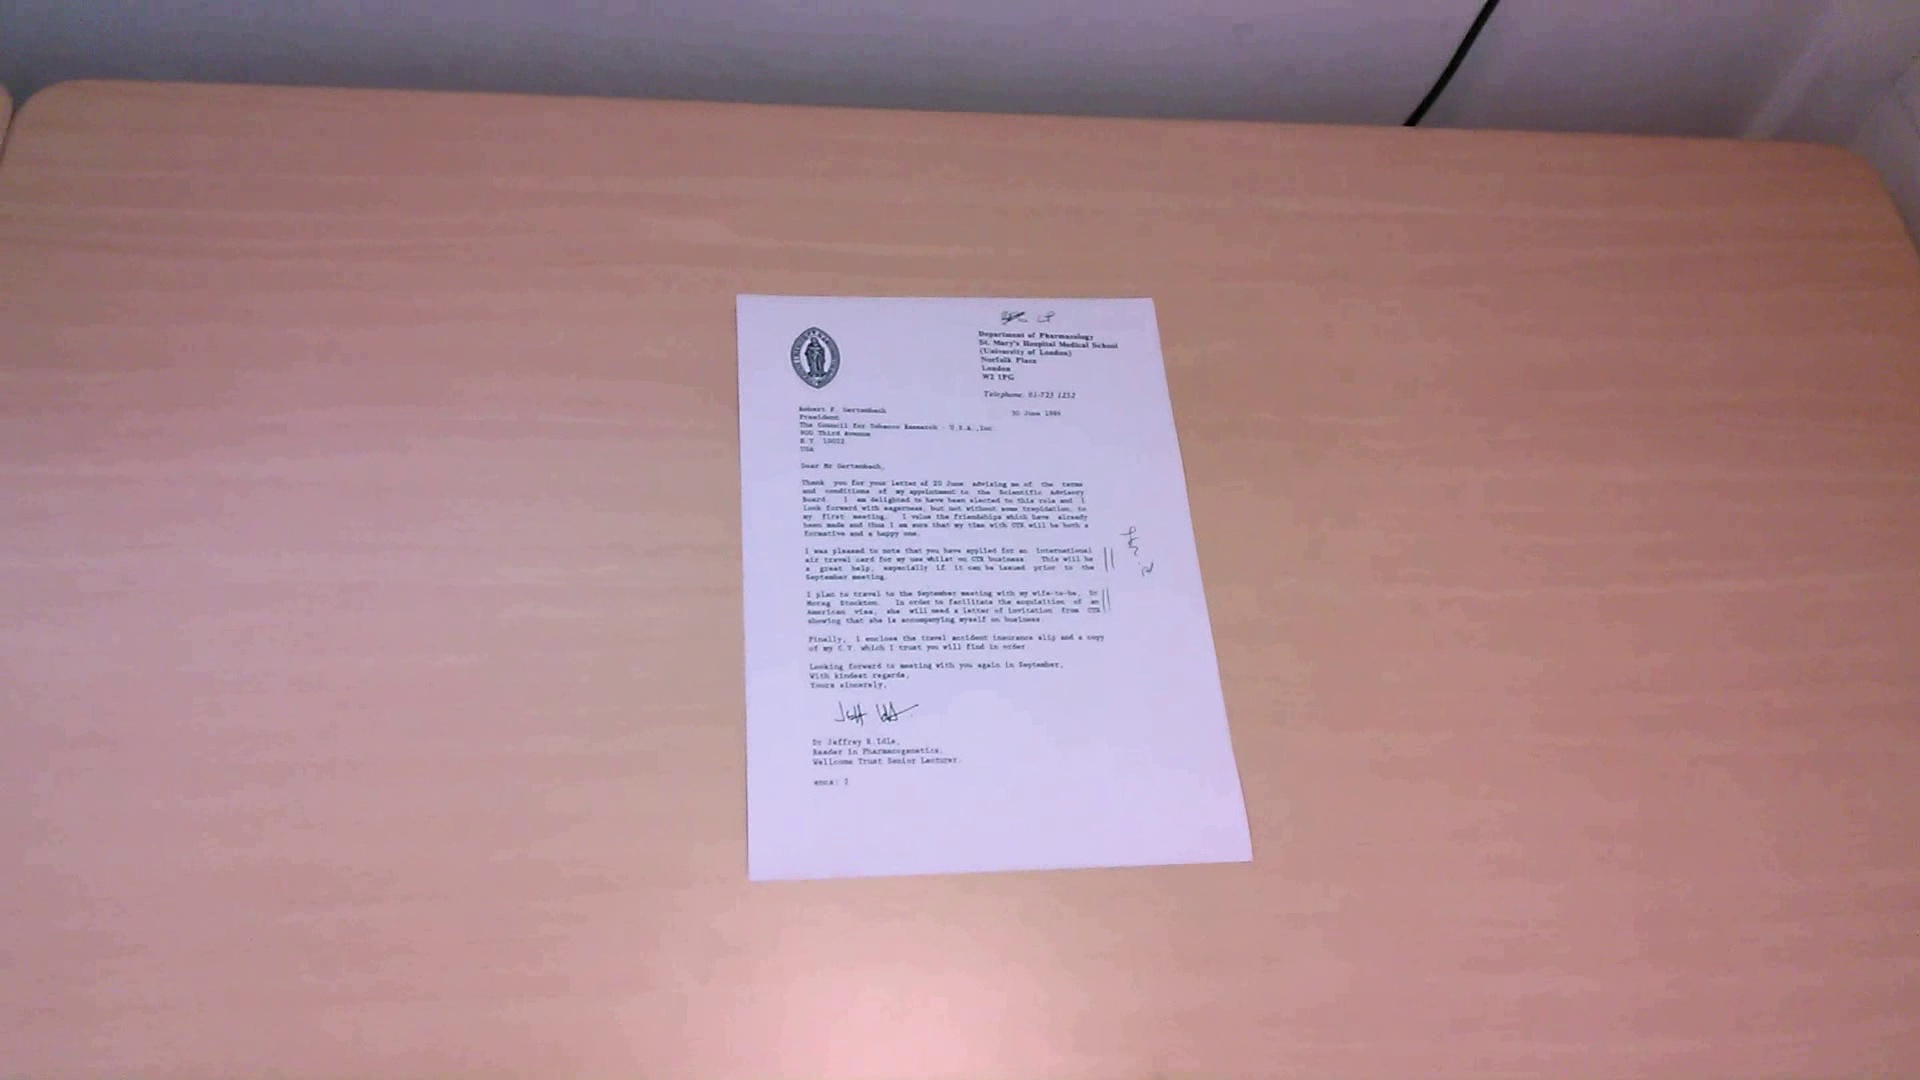 Department of Pharmacology
St. Mary's Hospital Medical School
(University of London)
Norfolk Place
London
W2 1PG
Telephone: 01-723 1252
Robert F. Gertenbach
30 June 1989
President
The Council for Tobacco Research - U.S.A.,Inc
900 Third Avenue
N.Y. 10022
USA
Dear Mr Gertenbach,
Thank you for your letter of 20 June advising me of the terms
and conditions of my appointment to the Scientific Advisory
Board. I am delighted to have been elected to this role and I
look forward with eagerness, but not without some trepidation, to
my first meeting. I value the friendships which have already
been made and thus I am sure that my time with CTR will be both a
formative and a happy one.
I was pleased to note that you have applied for an international
air travel card for my use whilst on CTR business. This will be
a great help, especially if it can be issued prior to the
September meeting.
I plan to travel to the September meeting with my wife-to-be, Dr
Morag Stockton. In order to facilitate the acquisition of an
American visa, she will need a letter of invitation from CTR
showing that she is accompanying myself on business.
Finally, I enclose the travel accident insurance slip and a copy
of my C.V. which I trust you will find in order.
Looking forward to meeting with you again in September,
With kindest regards,
Yours sincerely,
Dr Jeffrey R.Idle,
Reader in Pharmacogenetics.
Wellcome Trust Senior Lecturer.
encs: 2